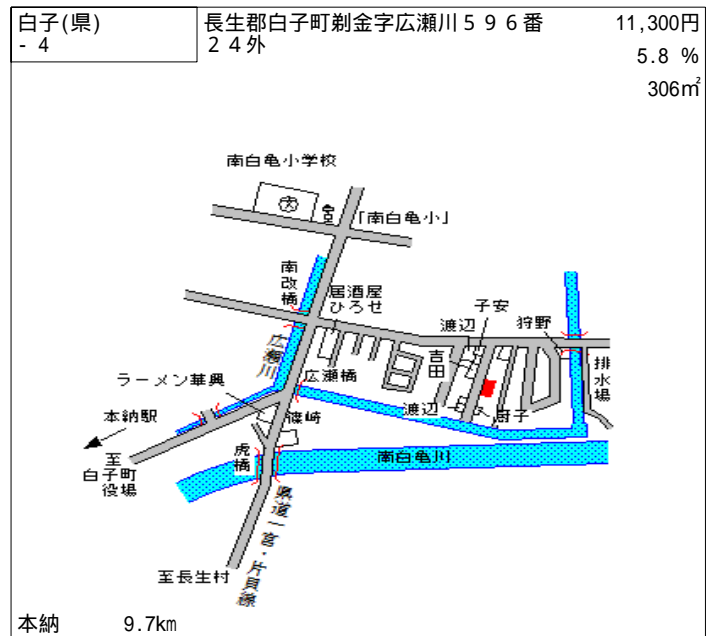 白子(県)
- 4
長生郡白子町剃金字広瀬川５９６番
２４外
11,300円
5.8 %
306㎡
南白亀小学校
「南白亀小」
南改橋
居酒屋
ひろせ
子安
渡辺
狩野
吉田
排水場
広瀬川
広瀬橋
ラーメン華興
渡辺
厨子
本納駅
篠崎
至
白子町
役場
虎橋
南白亀川
県道一宮・片貝線
至長生村
本納 9.7km